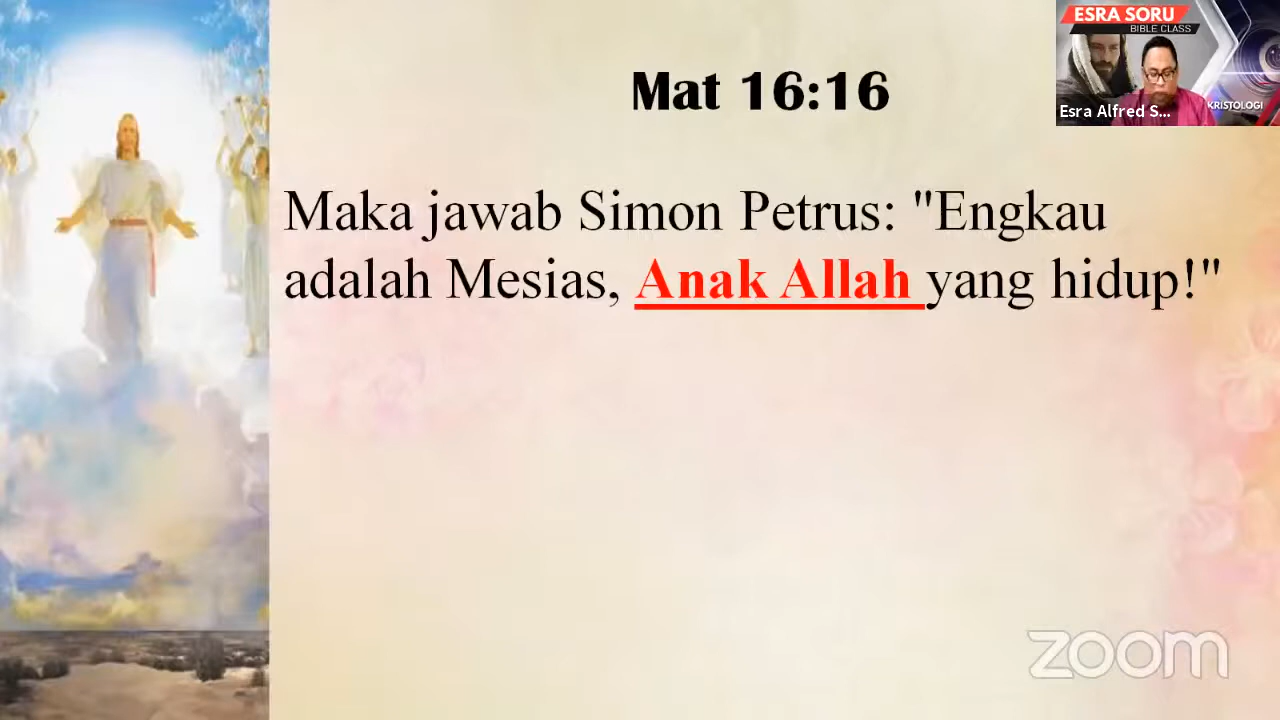 Mat 16:16
ESRA SORU
BIBLE CLASS
KRISTOLOGI
Esra Alfred S...
Maka jawab Simon Petrus: "Engkau
adalah Mesias, Anak Allah yang hidup!"
zoom